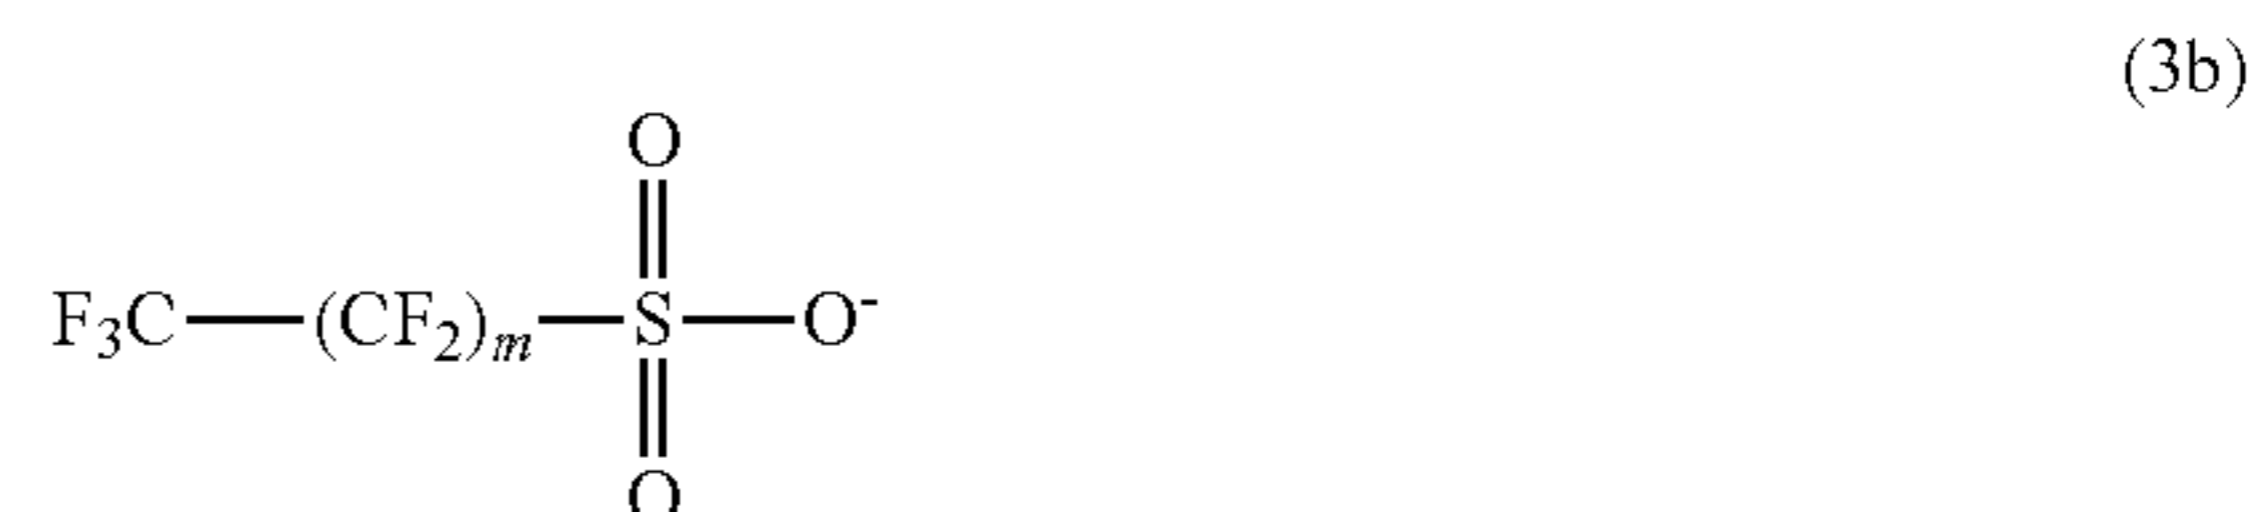 (3b)
O
F₃C—(CF₂)ₘ—S—O⁻
O